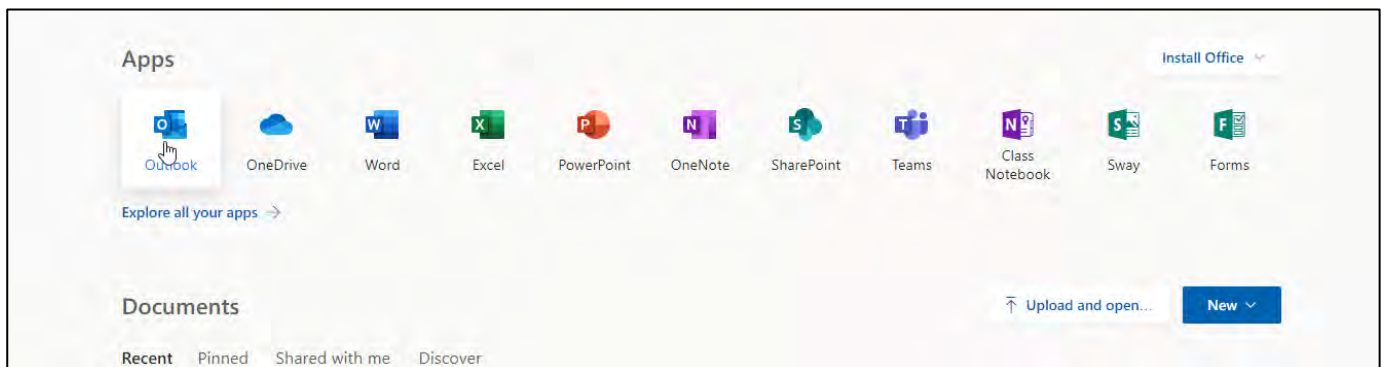 Apps
Install Office
Outlook OneDrive Word Excel PowerPoint OneNote SharePoint Teams Class Notebook Sway Forms
Explore all your apps →
Documents
Upload and open...
New
Recent Pinned Shared with me Discover